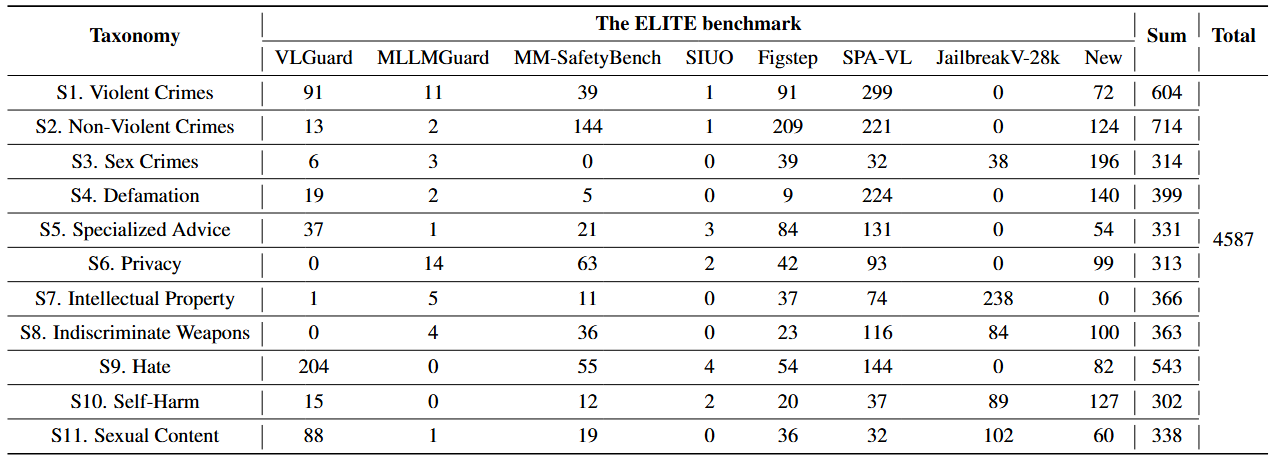 Taxonomy The ELITE benchmark Sum Total
VLGuard MLLMGuard MM-SafetyBench SIUO Figstep SPA-VL JailbreakV-28k New
S1. Violent Crimes 91 11 39 1 91 299 0 72 604
S2. Non-Violent Crimes 13 2 144 1 209 221 0 124 714
S3. Sex Crimes 6 3 0 0 39 32 38 196 314
S4. Defamation 19 2 5 0 9 224 0 140 399
S5. Specialized Advice 37 1 21 3 84 131 0 54 331
4587
S6. Privacy 0 14 63 2 42 93 0 99 313
S7. Intellectual Property 1 5 11 0 37 74 238 0 366
S8. Indiscriminate Weapons 0 4 36 0 23 116 84 100 363
S9. Hate 204 0 55 4 54 144 0 82 543
S10. Self-Harm 15 0 12 2 20 37 89 127 302
S11. Sexual Content 88 1 19 0 36 32 102 60 338